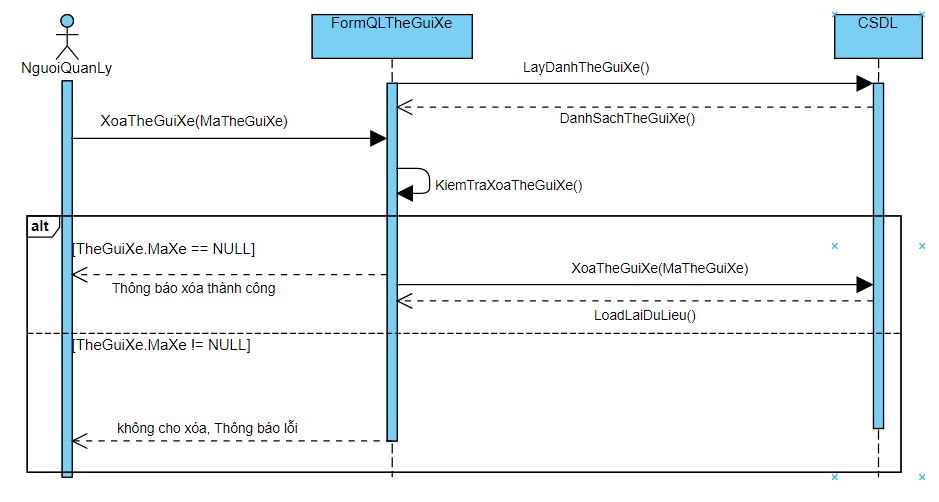 FormQLTheGuiXe
CSDL
NguoiQuanLy
LayDanhTheGuiXe()
DanhSachTheGuiXe()
XoaTheGuiXe(MaTheGuiXe)
KiemTraXoaTheGuiXe()
alt
[TheGuiXe.MaXe == NULL]
XoaTheGuiXe(MaTheGuiXe)
Thông báo xóa thành công
LoadLaiDuLieu()
[TheGuiXe.MaXe != NULL]
không cho xóa, Thông báo lỗi